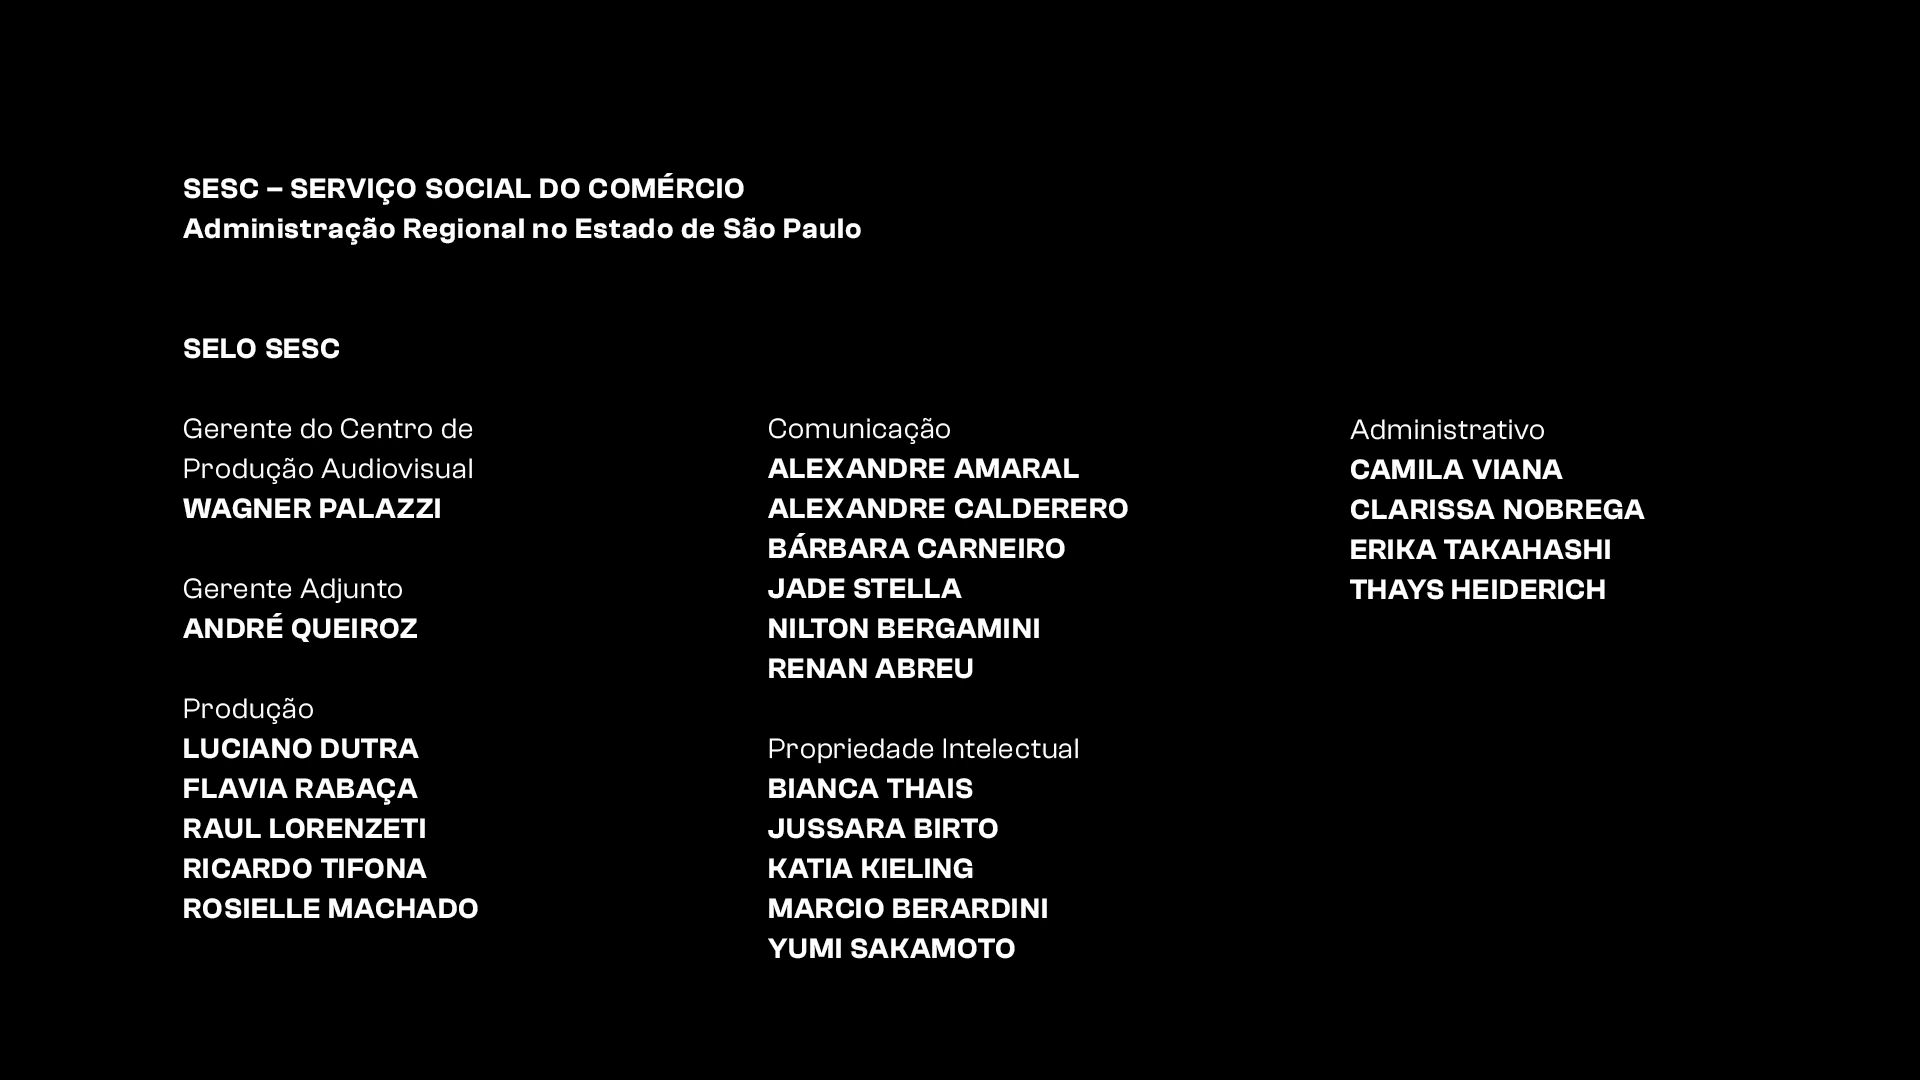 SESC – SERVIÇO SOCIAL DO COMÉRCIO
Administração Regional no Estado de São Paulo
SELO SESC
Gerente do Centro de
Produção Audiovisual
WAGNER PALAZZI
Gerente Adjunto
ANDRÉ QUEIROZ
Produção
LUCIANO DUTRA
FLAVIA RABAÇA
RAUL LORENZETI
RICARDO TIFONA
ROSIELLE MACHADO
Comunicação
ALEXANDRE AMARAL
ALEXANDRE CALDERERO
BÁRBARA CARNEIRO
JADE STELLA
NILTON BERGAMINI
RENAN ABREU
Propriedade Intelectual
BIANCA THAIS
JUSSARA BIRTO
KATIA KIELING
MARCIO BERARDINI
YUMI SAKAMOTO
Administrativo
CAMILA VIANA
CLARISSA NOBREGA
ERIKA TAKAHASHI
THAYS HEIDERICH